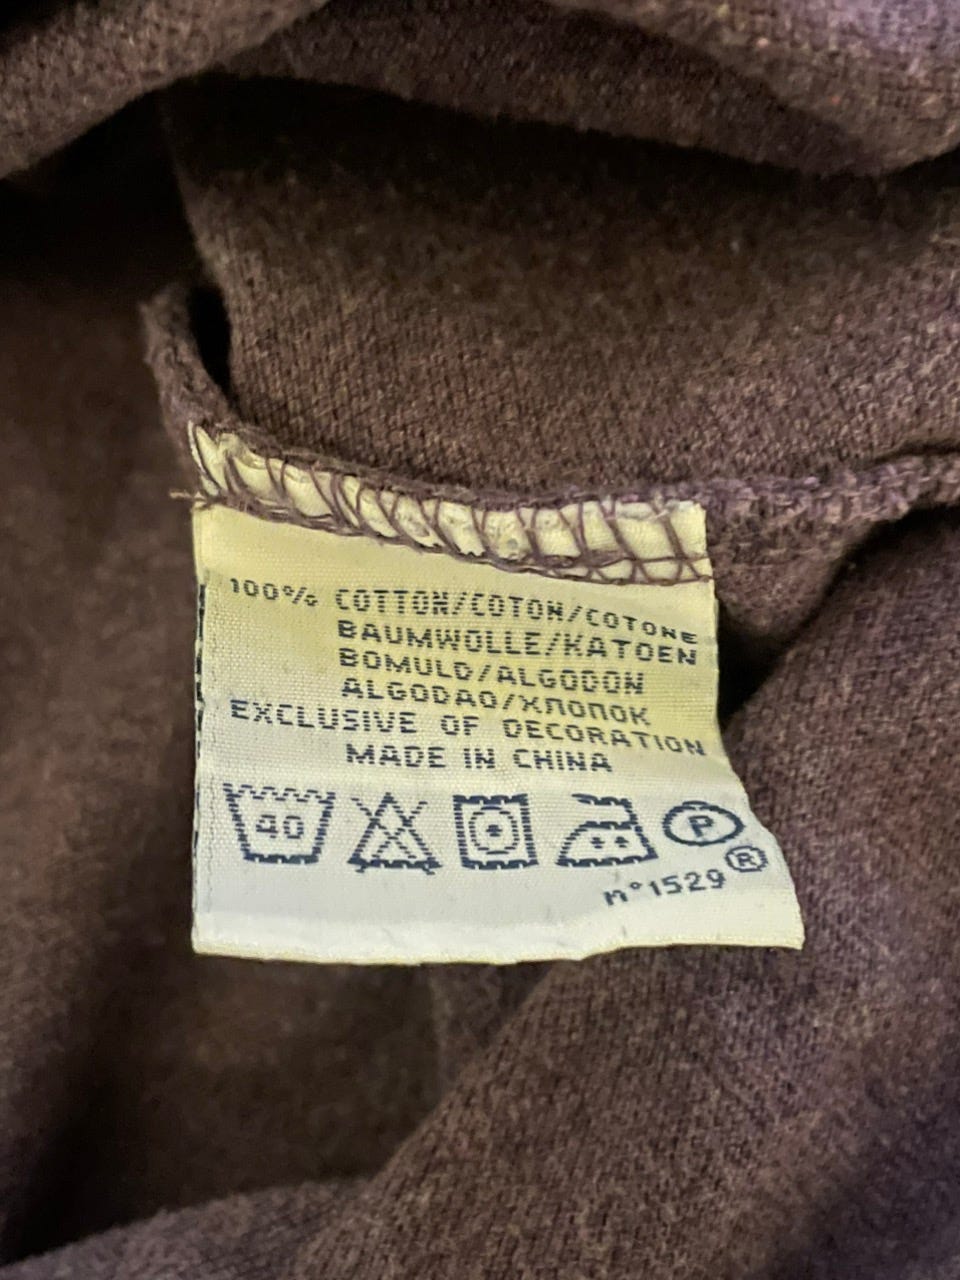 100% COTTON/COTON/COTONE
BAUMWOLLE/KATOEN
BOMULD/ALGODON
ALGODAO/ХЛОПОК
EXCLUSIVE OF DECORATION
MADE IN CHINA
40 P
®
n°1529